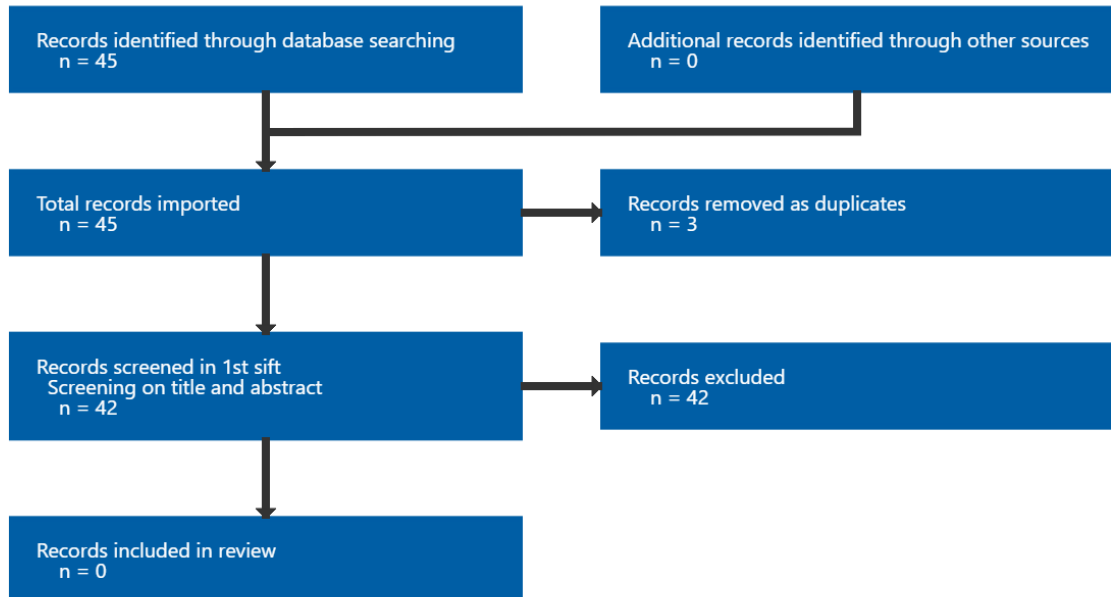 Records identified through database searching
n = 45
Additional records identified through other sources
n = 0
Total records imported
n = 45
Records removed as duplicates
n = 3
Records screened in 1st sift
Screening on title and abstract
n = 42
Records excluded
n = 42
Records included in review
n = 0